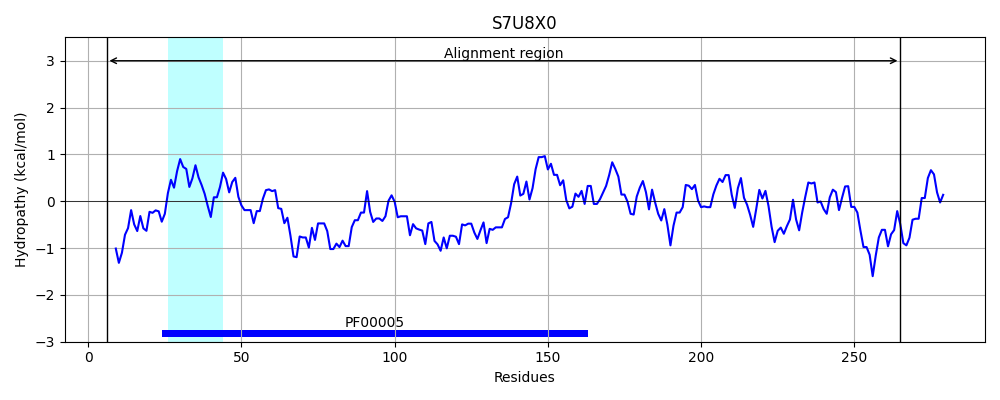 S7U8X0
Alignment region
Hydropathy (kcal/mol)
3
2
1
0
−1
−2
−3
PF00005
0 50 100 150 200 250
Residues